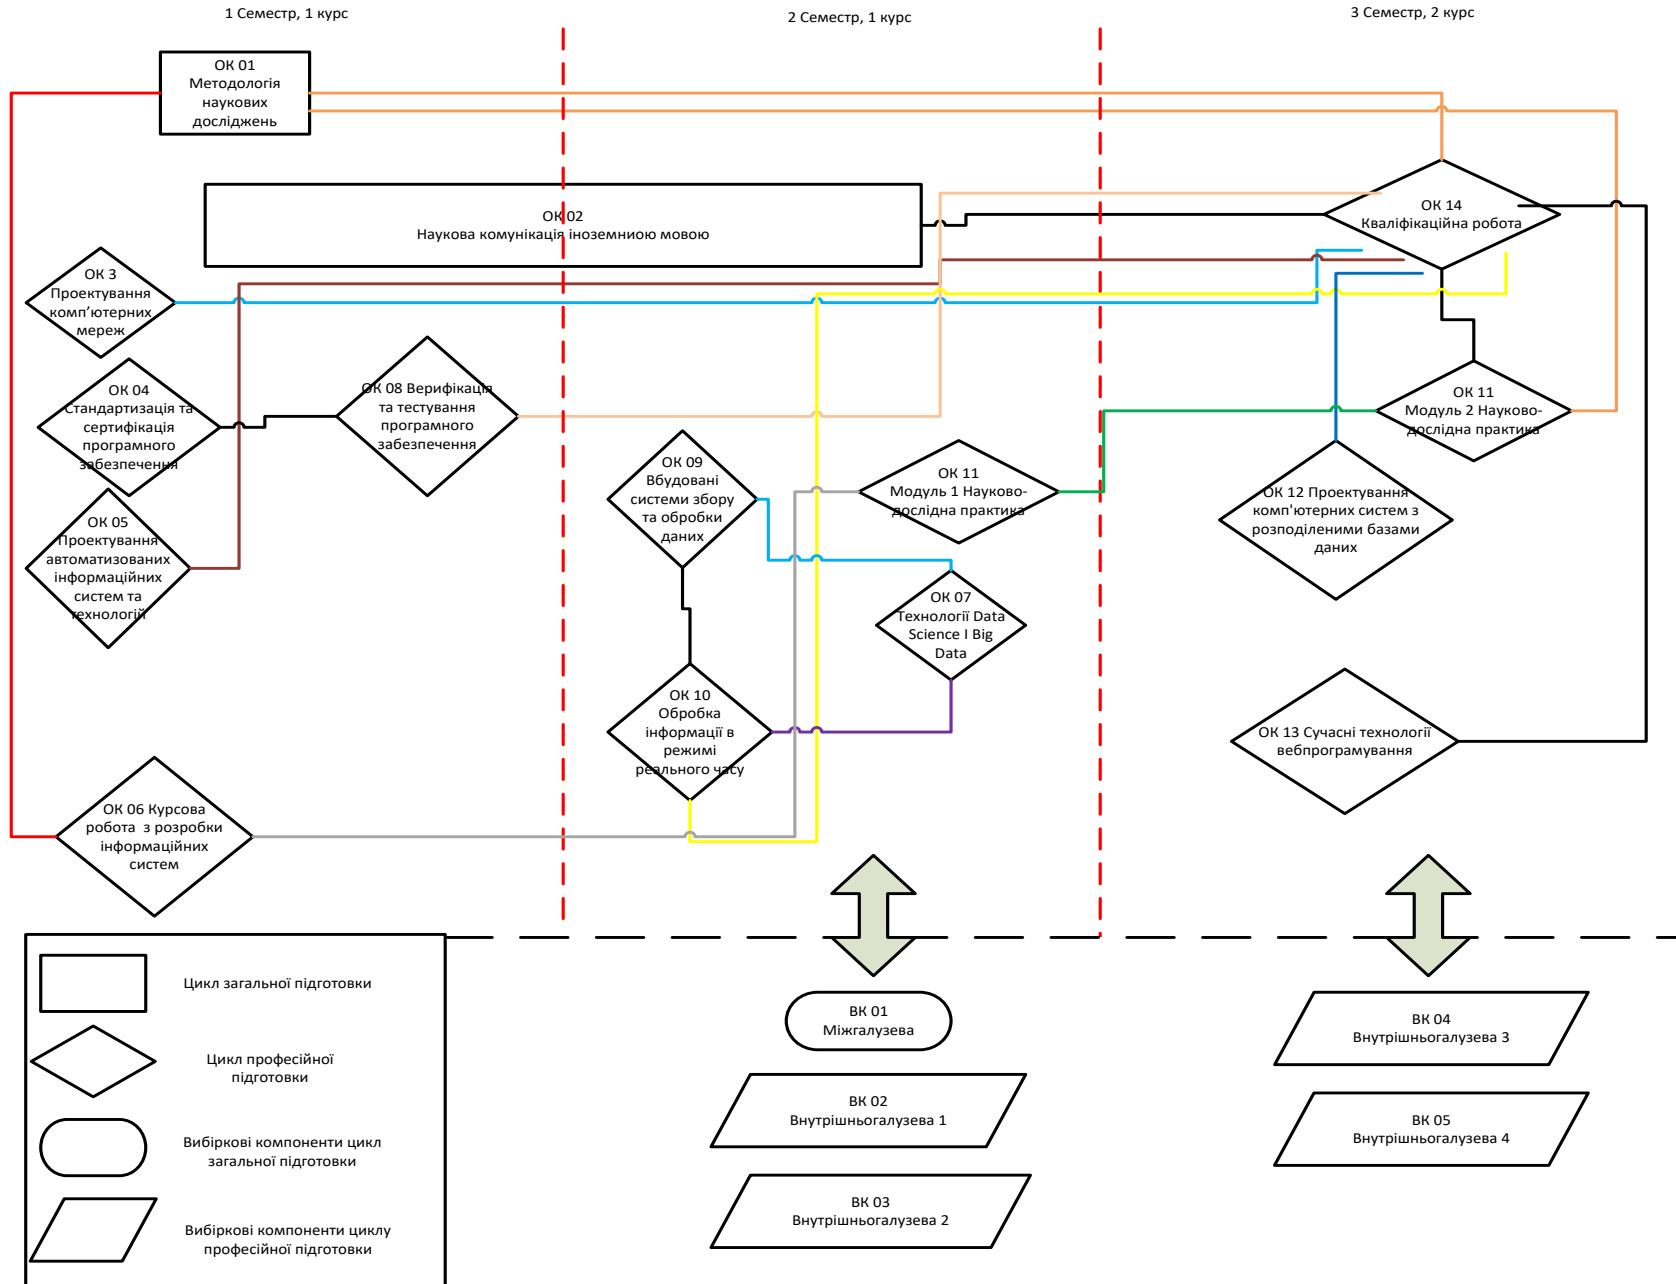 1 Семестр, 1 курс
2 Семестр, 1 курс
3 Семестр, 2 курс
ОК 01
Методологія
наукових
досліджень
ОК 02
Наукова комунікація іноземниою мовою
ОК 14
Кваліфікаційна робота
ОК 3
Проектування
комп’ютерних
мереж
ОК 04
Стандартизація та
сертифікація
програмного
забезпечення
ОК 08 Верифікація
та тестування
програмного
забезпечення
ОК 11
Модуль 2 Науково-
дослідна практика
ОК 05
Проектування
автоматизованих
інформаційних
систем та
технологій
ОК 09
Вбудовані
системи збору
та обробки
даних
ОК 11
Модуль 1 Науково-
дослідна практика
ОК 12 Проектування
комп'ютерних систем з
розподіленими базами
даних
ОК 07
Технології Data
Science І Big
Data
ОК 10
Обробка
інформації в
режимі
реального часу
ОК 13 Сучасні технології
вебпрограмування
ОК 06 Курсова
робота з розробки
інформаційних
систем
Цикл загальної підготовки
Цикл професійної
підготовки
Вибіркові компоненти цикл
загальної підготовки
Вибіркові компоненти циклу
професійної підготовки
ВК 01
Міжгалузева
ВК 02
Внутрішньогалузева 1
ВК 03
Внутрішньогалузева 2
ВК 04
Внутрішньогалузева 3
ВК 05
Внутрішньогалузева 4